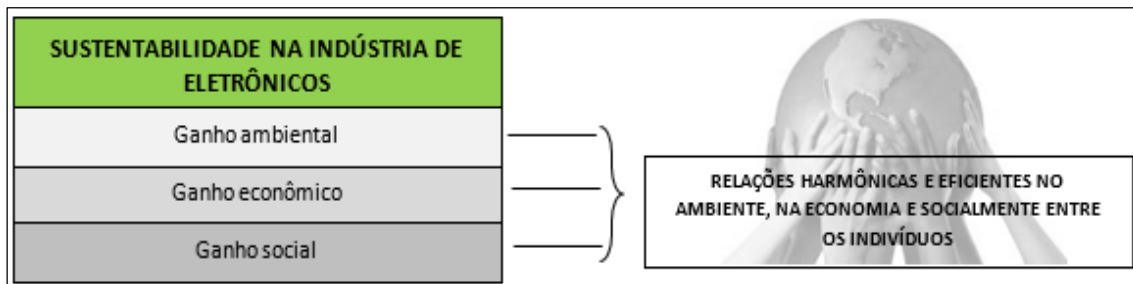 SUSTENTABILIDADE NA INDÚSTRIA DE
ELETRÔNICOS
Ganho ambiental
Ganho econômico
Ganho social
RELAÇÕES HARMÔNICAS E EFICIENTES NO
AMBIENTE, NA ECONOMIA E SOCIALMENTE ENTRE
OS INDIVÍDUOS